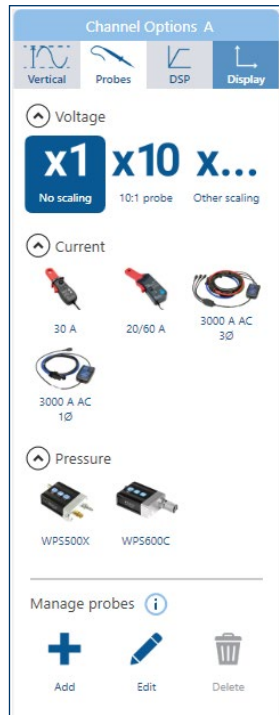 Channel Options A
Vertical Probes DSP Display
Voltage
x1 x10 x...
No scaling 10:1 probe Other scaling
Current
30 A 20/60 A 3000 A AC
3Ø
3000 A AC
1Ø
Pressure
WPS500X WPS600C
Manage probes i
Add Edit Delete